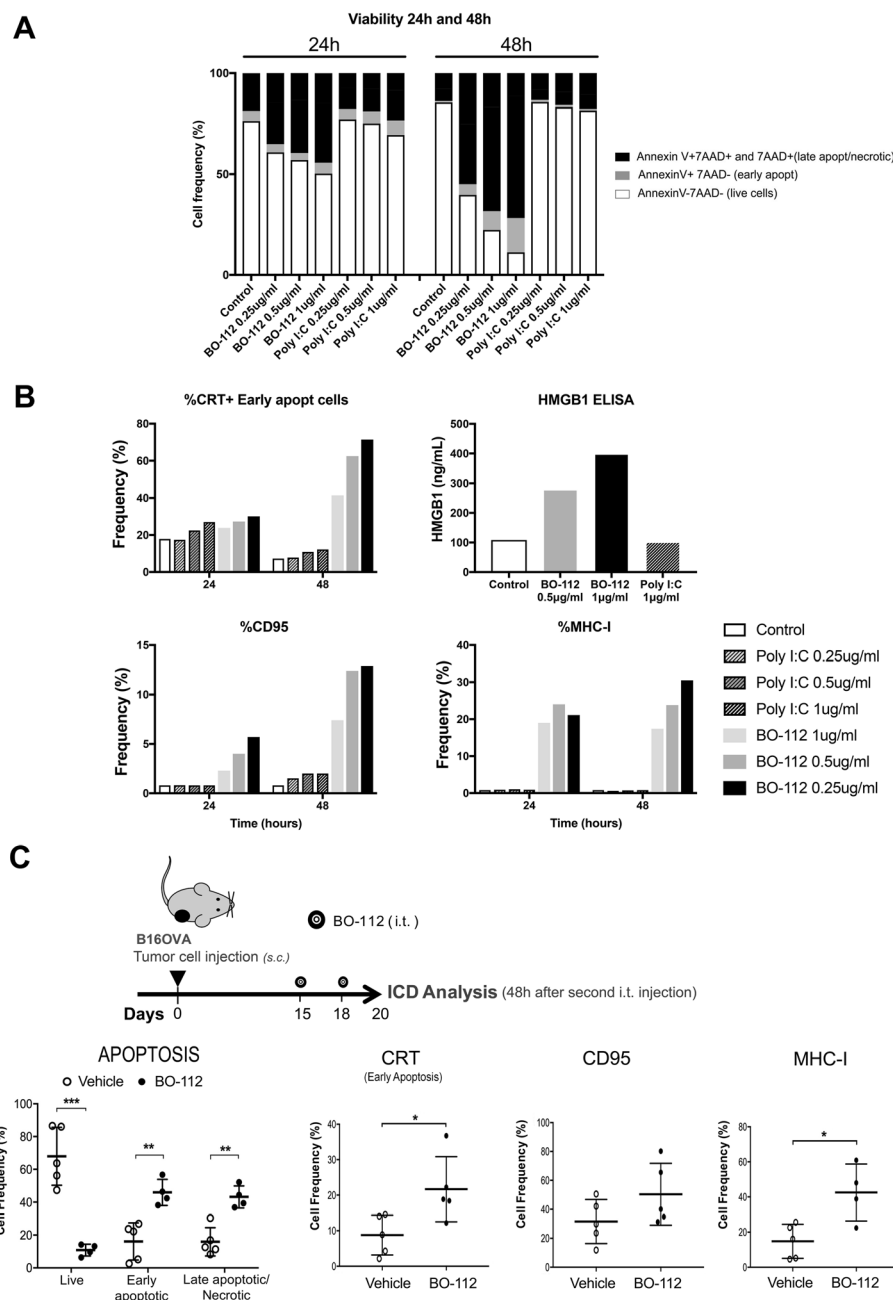 A
Viability 24h and 48h
24h
48h
Cell frequency (%)
100
50
0
Control
BO-112 0.25ug/ml
BO-112 0.5ug/ml
BO-112 1ug/ml
Poly I:C 0.25ug/ml
Poly I:C 0.5ug/ml
Poly I:C 1ug/ml
Control
BO-112 0.25ug/ml
BO-112 0.5ug/ml
BO-112 1ug/ml
Poly I:C 0.25ug/ml
Poly I:C 0.5ug/ml
Poly I:C 1ug/ml
Annexin V+7AAD+ and 7AAD+(late apopt/necrotic)
AnnexinV+ 7AAD- (early apopt)
AnnexinV-7AAD- (live cells)
B
%CRT+ Early apopt cells
Frequency (%)
80
60
40
20
0
24
48
HMGB1 ELISA
HMGB1 (ng/mL)
500
400
300
200
100
0
Control
BO-112
0.5µg/ml
BO-112
1µg/ml
Poly I:C
1µg/ml
%CD95
Frequency (%)
15
10
5
0
24
48
Time (hours)
%MHC-I
Frequency (%)
40
30
20
10
0
24
48
Time (hours)
Control
Poly I:C 0.25ug/ml
Poly I:C 0.5ug/ml
Poly I:C 1ug/ml
BO-112 1ug/ml
BO-112 0.5ug/ml
BO-112 0.25ug/ml
C
BO-112 (i.t.)
B16OVA
Tumor cell injection (s.c.)
ICD Analysis (48h after second i.t. injection)
Days 0 15 18 20
APOPTOSIS
Vehicle BO-112
Cell Frequency (%)
100
80
60
40
20
0
***
**
**
Live
Early
apoptotic
Late apoptotic/
Necrotic
CRT
(Early Apoptosis)
Cell Frequency (%)
40
30
20
10
0
*
Vehicle BO-112
CD95
Cell Frequency (%)
100
80
60
40
20
0
Vehicle BO-112
MHC-I
Cell Frequency (%)
80
60
40
20
0
*
Vehicle BO-112